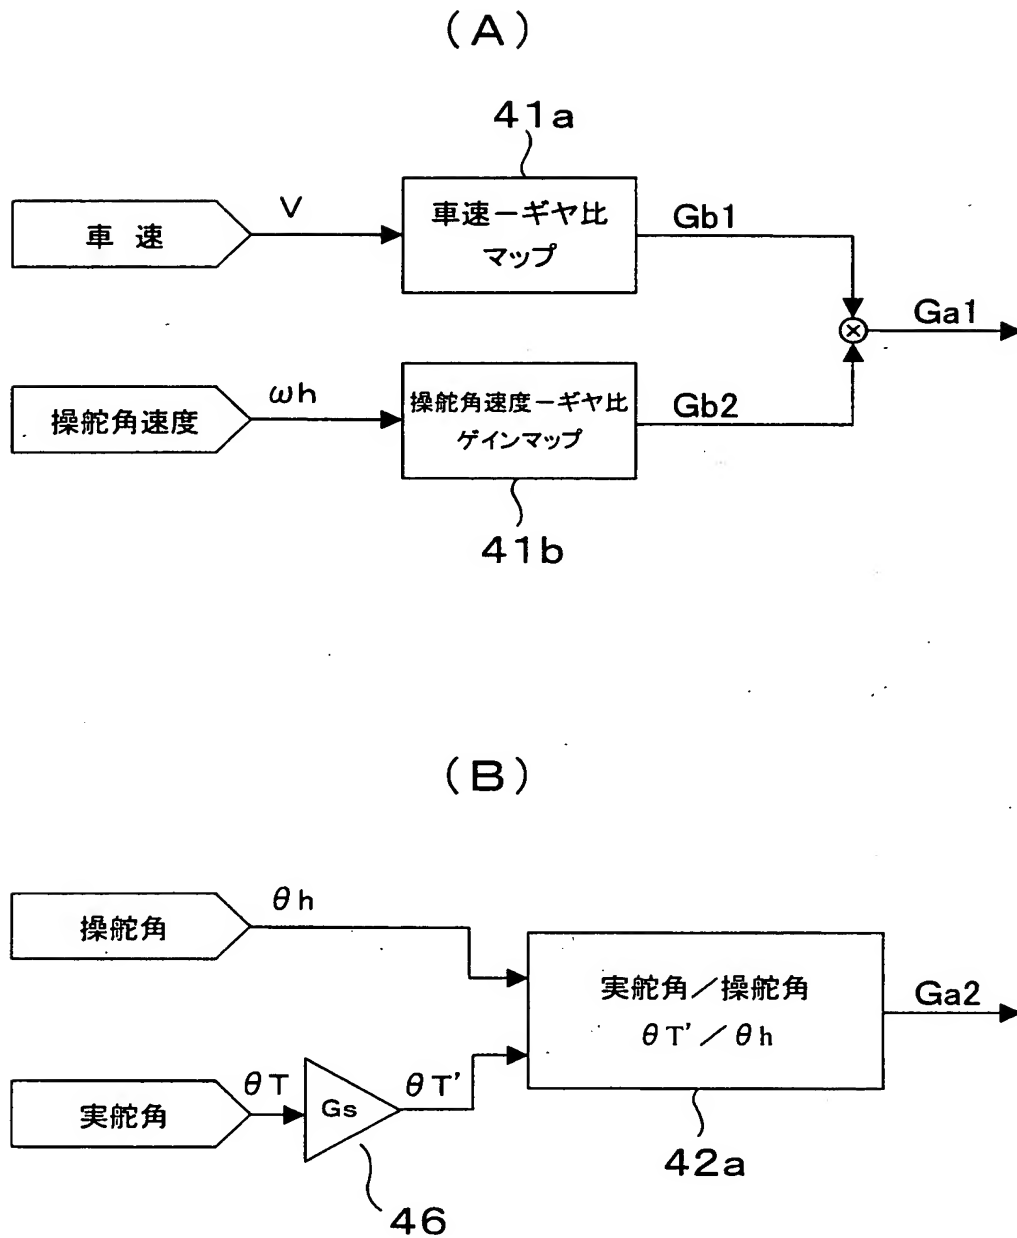 (A)
41a
車速
V
車速－ギヤ比
マップ
Gb1
Ga1
操舵角速度
ωh
操舵角速度－ギヤ比
ゲインマップ
Gb2
41b
(B)
操舵角
θh
実舵角／操舵角
θT'／θh
Ga2
実舵角
θT
Gs
θT'
42a
46